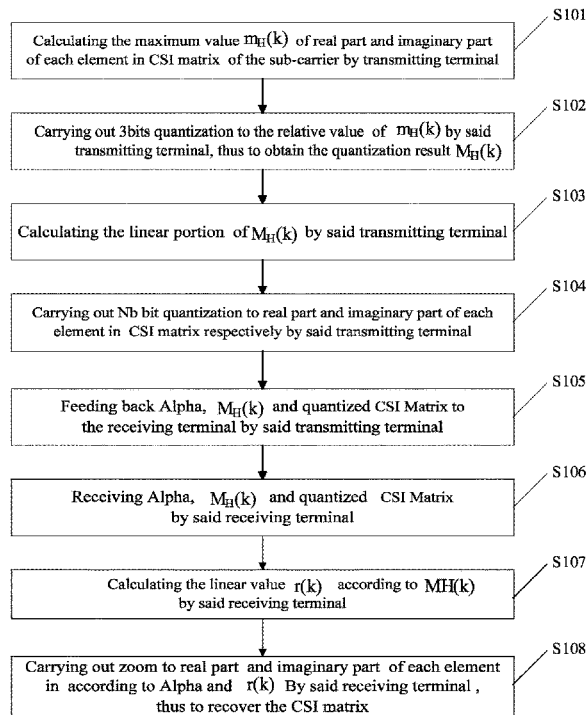 S101
Calculating the maximum value m_H(k) of real part and imaginary part
of each element in CSI matrix of the sub-carrier by transmitting terminal
S102
Carrying out 3bits quantization to the relative value of m_H(k) by said
transmitting terminal, thus to obtain the quantization result M_H(k)
S103
Calculating the linear portion of M_H(k) by said transmitting terminal
S104
Carrying out Nb bit quantization to real part and imaginary part of each
element in CSI matrix respectively by said transmitting terminal
S105
Feeding back Alpha, M_H(k) and quantized CSI Matrix to
the receiving terminal by said transmitting terminal
S106
Receiving Alpha, M_H(k) and quantized CSI Matrix
by said receiving terminal
S107
Calculating the linear value r(k) according to MH(k)
by said receiving terminal
S108
Carrying out zoom to real part and imaginary part of each element
in according to Alpha and r(k) By said receiving terminal ,
thus to recover the CSI matrix